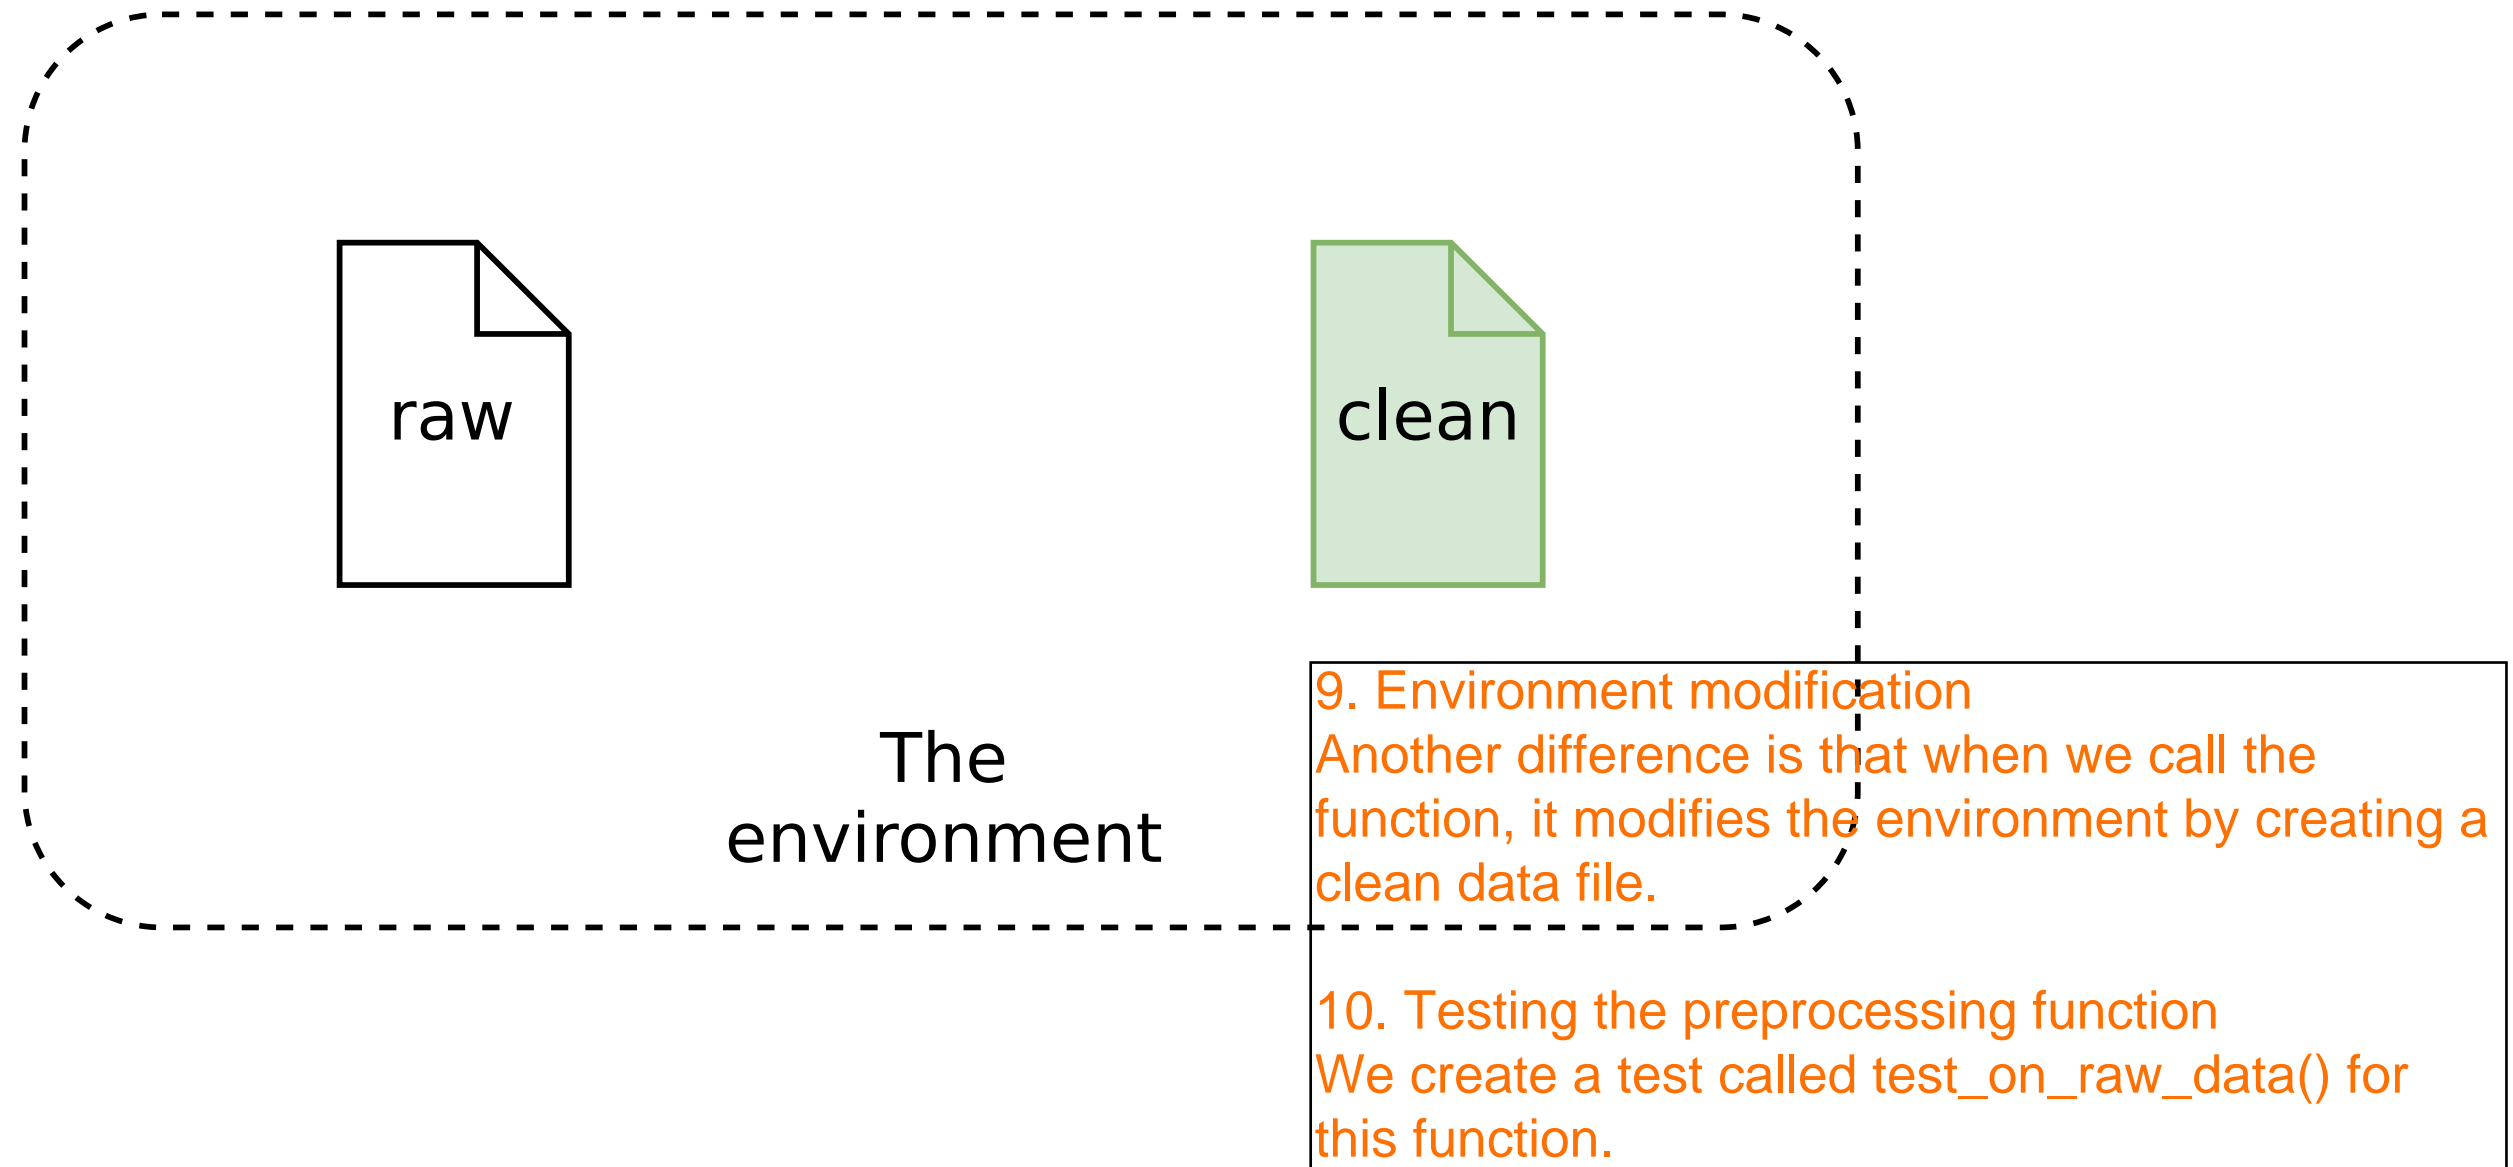 raw
clean
The
environment
9. Environment modification
Another difference is that when we call the
function, it modifies the environment by creating a
clean data file.
10. Testing the preprocessing function
We create a test called test_on_raw_data() for
this function.